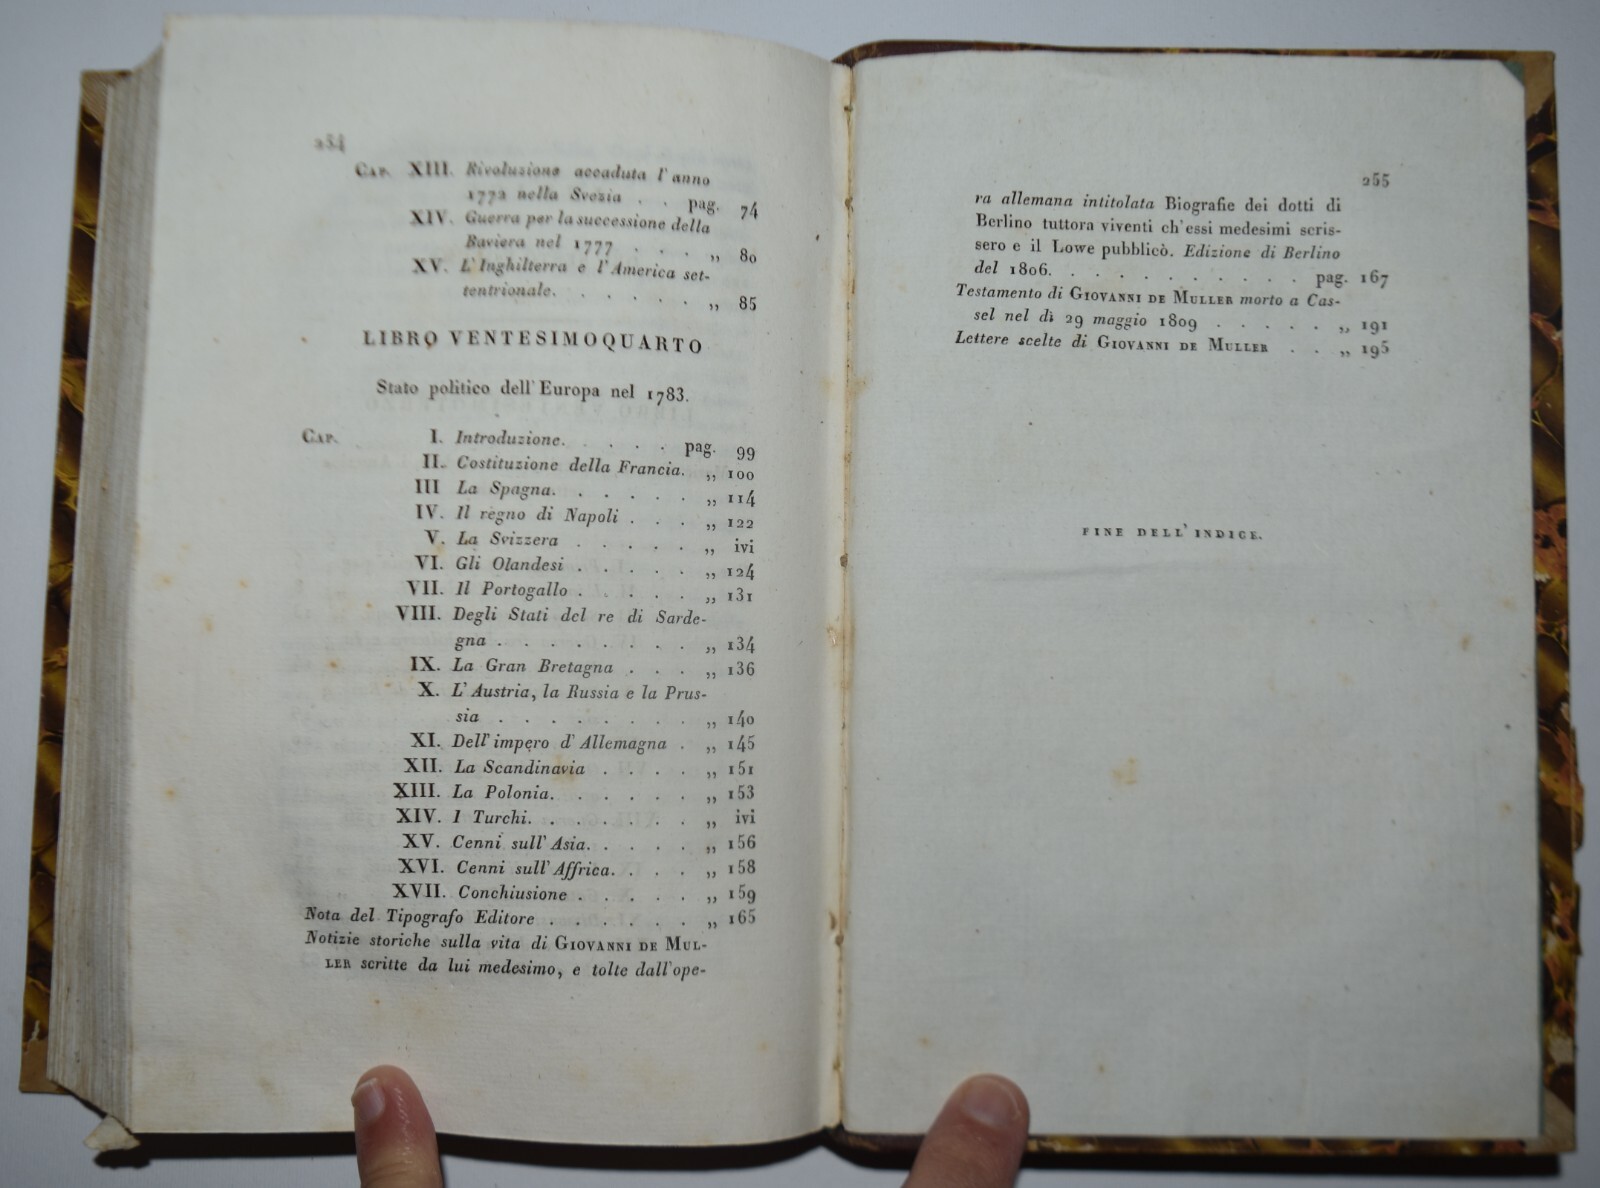 254
CAP. XIII. Rivoluzione accaduta l'anno
1772 nella Svezia . . pag. 74
XIV. Guerra per la successione della
Baviera nel 1777 . . . „ 80
XV. L'Inghilterra e l'America set-
tentrionale. . . . . . „ 85
LIBRO VENTESIMOQUARTO
Stato politico dell'Europa nel 1783.
CAP. I. Introduzione. . . . . pag. 99
II. Costituzione della Francia. „ 100
III La Spagna. . . . . . „ 114
IV. Il regno di Napoli . . . „ 122
V. La Svizzera . . . . . „ ivi
VI. Gli Olandesi . . . . . „ 124
VII. Il Portogallo . . . . . „ 131
VIII. Degli Stati del re di Sarde-
gna . . . . . . . . „ 134
IX. La Gran Bretagna . . . „ 136
X. L'Austria, la Russia e la Prus-
sia . . . . . . . . „ 140
XI. Dell'impero d'Allemagna . „ 145
XII. La Scandinavia . . . . „ 151
XIII. La Polonia. . . . . . „ 153
XIV. I Turchi. . . . . . . „ ivi
XV. Cenni sull'Asia. . . . . „ 156
XVI. Cenni sull'Affrica. . . . „ 158
XVII. Conchiusione . . . . . „ 159
Nota del Tipografo Editore . . . . . . „ 165
Notizie storiche sulla vita di GIOVANNI DE MUL-
LER scritte da lui medesimo, e tolte dall'ope-
255
ra allemana intitolata Biografie dei dotti di
Berlino tuttora viventi ch'essi medesimi scris-
sero e il Lowe pubblicò. Edizione di Berlino
del 1806. . . . . . . . . . . pag. 167
Testamento di GIOVANNI DE MULLER morto a Cas-
sel nel dì 29 maggio 1809 . . . . . „ 191
Lettere scelte di GIOVANNI DE MULLER . . „ 195
FINE DELL'INDICE.